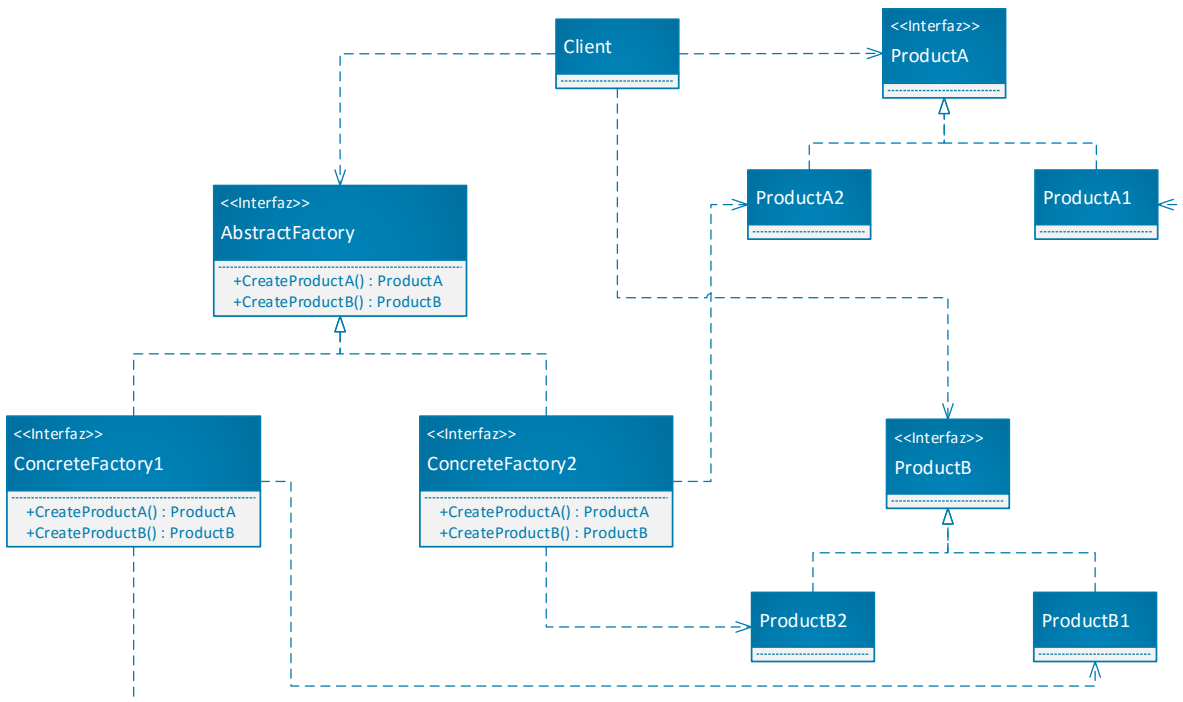 Client
<<Interfaz>>
ProductA
ProductA2
ProductA1
<<Interfaz>>
AbstractFactory
+CreateProductA() : ProductA
+CreateProductB() : ProductB
<<Interfaz>>
ConcreteFactory1
+CreateProductA() : ProductA
+CreateProductB() : ProductB
<<Interfaz>>
ConcreteFactory2
+CreateProductA() : ProductA
+CreateProductB() : ProductB
<<Interfaz>>
ProductB
ProductB2
ProductB1